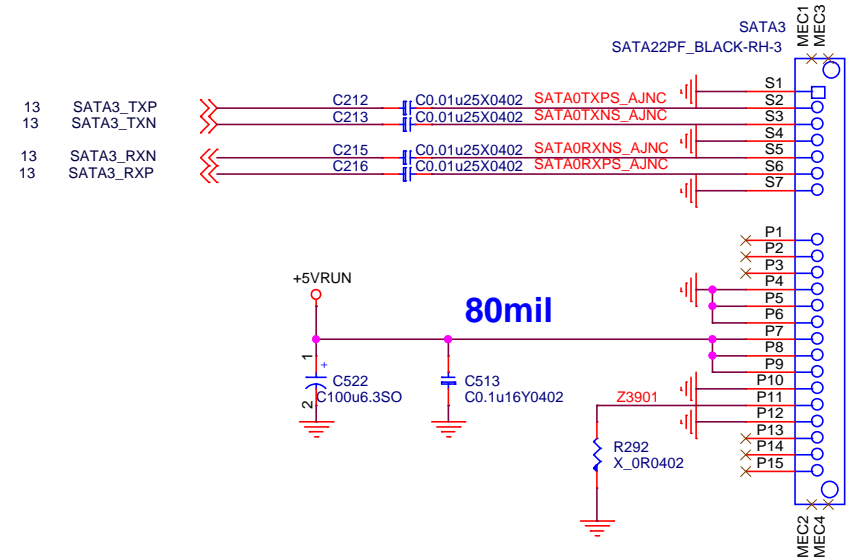 SATA3
SATA22PF_BLACK-RH-3
MEC1
MEC3
13 SATA3_TXP C212 C0.01u25X0402 SATA0TXPS_AJNC
13 SATA3_TXN C213 C0.01u25X0402 SATA0TXNS_AJNC
13 SATA3_RXN C215 C0.01u25X0402 SATA0RXNS_AJNC
13 SATA3_RXP C216 C0.01u25X0402 SATA0RXPS_AJNC
S1
S2
S3
S4
S5
S6
S7
P1
P2
P3
P4
P5
P6
P7
P8
P9
P10
P11
P12
P13
P14
P15
+5VRUN
80mil
1
+
2
C522
C100u6.3SO
C513
C0.1u16Y0402
Z3901
R292
X_0R0402
MEC2
MEC4